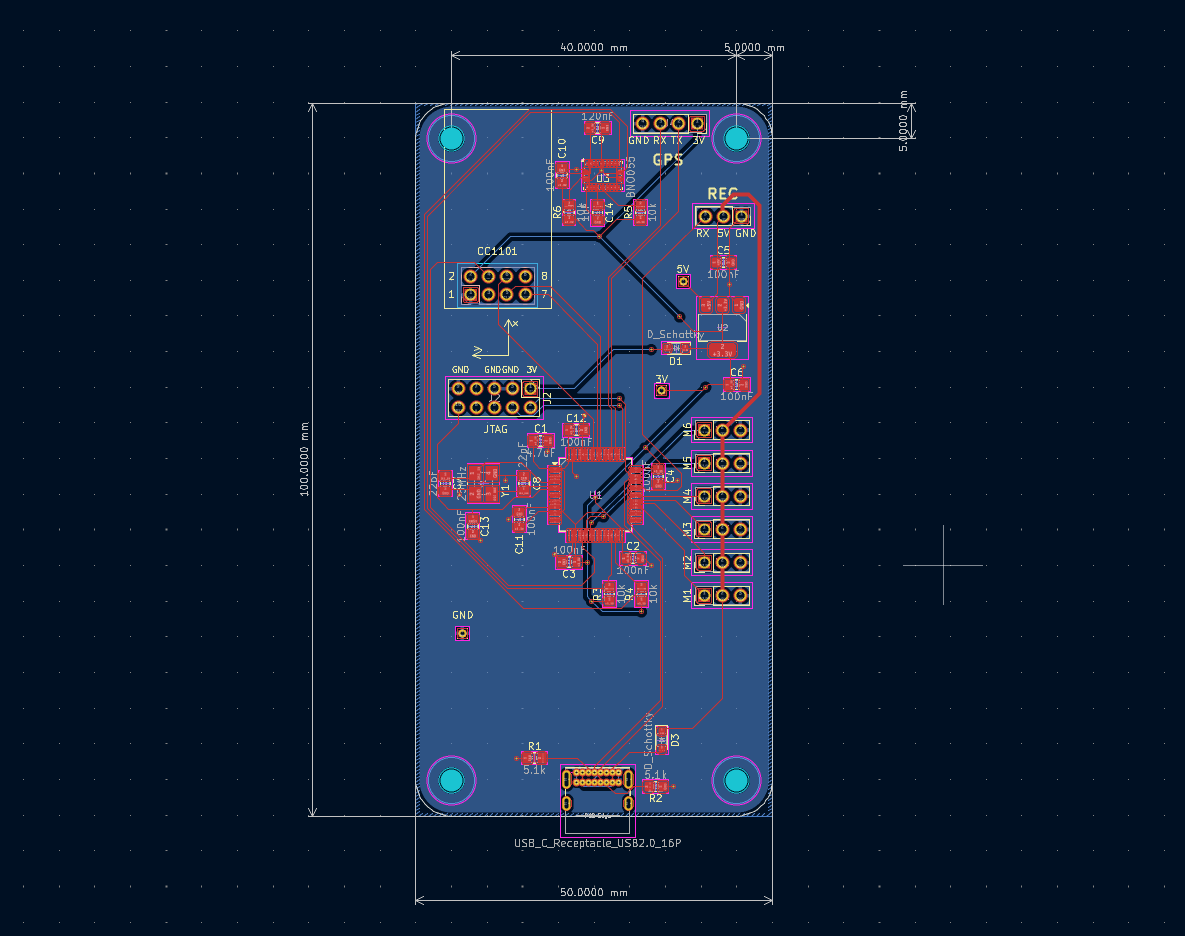 40.0000 mm
5.0000 mm
5.0000 mm
100.0000 mm
120nF
C9
GND RX TX 3V
GPS
C10
100nF
U3
BNO055
R6
10k
C14
R5
10k
REC
RX 5V GND
CC1101
2
8
1
7
C5
100nF
5V
U2
+3.3V
D_Schottky
D1
x
y
3V
C6
100nF
GND
GND
GND
3V
J2
JTAG
C12
100nF
C1
4.7uF
M6
M5
M4
M3
M2
M1
22pF
25MHz
Y1
22pF
C8
U1
100nF
C4
100nF
C13
C11
100nF
100nF
C3
C2
100nF
R3
10k
R4
10k
GND
D_Schottky
D3
R1
5.1k
5.1k
R2
USB_C_Receptacle_USB2.0_16P
50.0000 mm